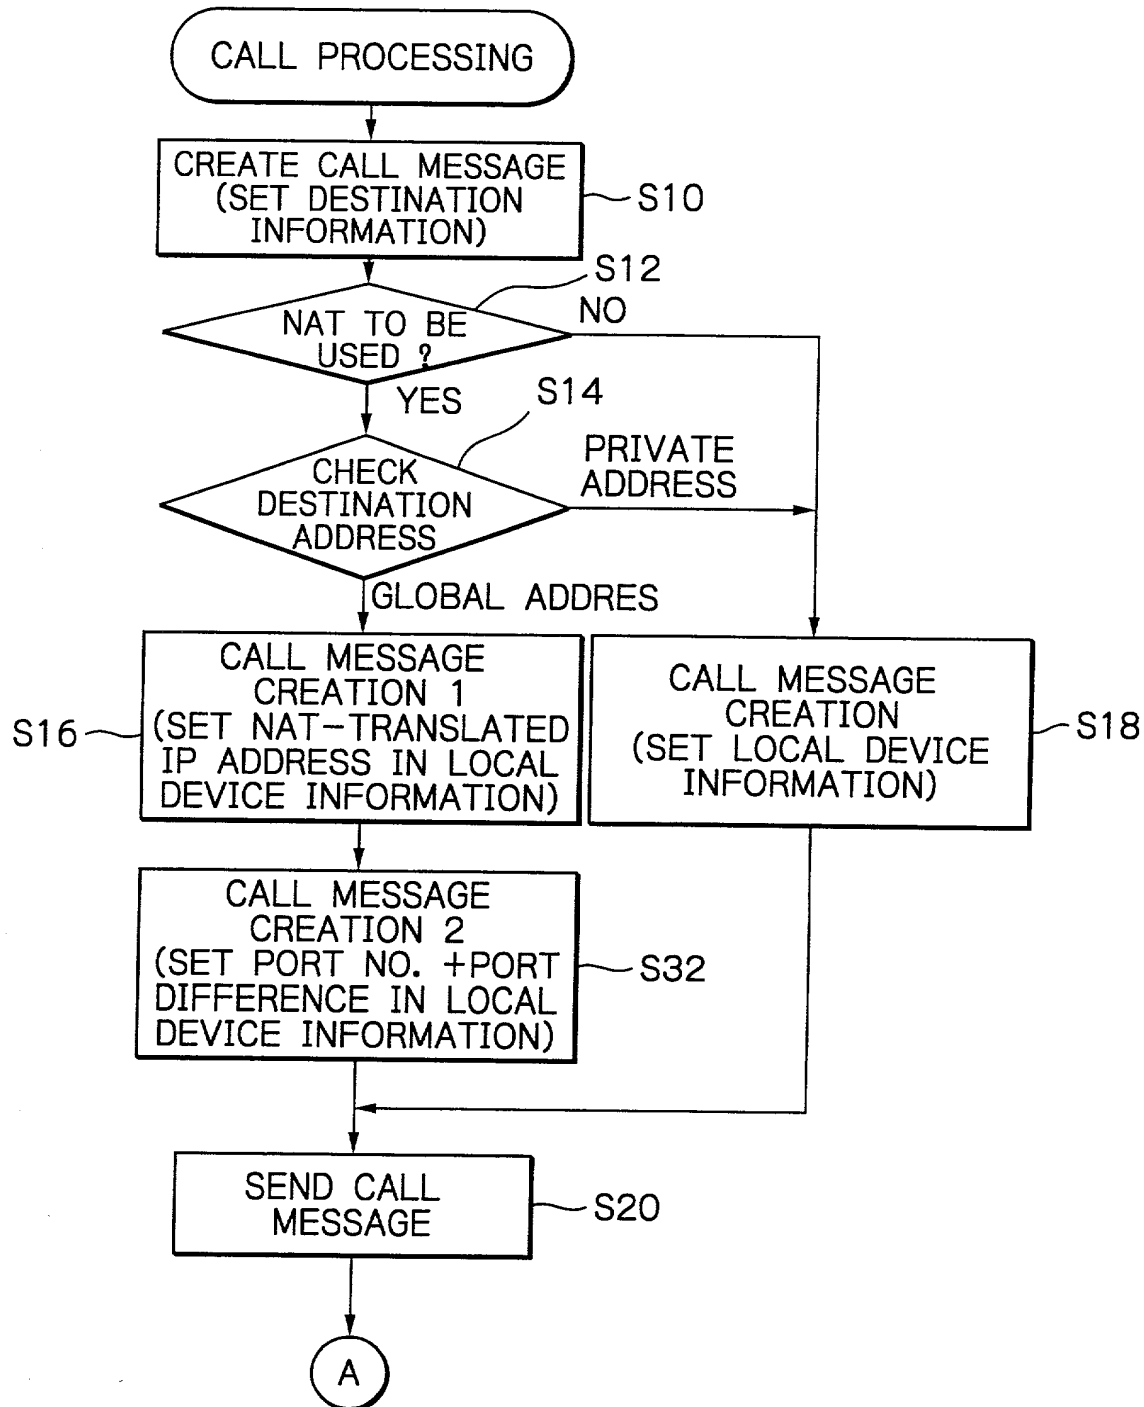 CALL PROCESSING
CREATE CALL MESSAGE
(SET DESTINATION
INFORMATION)
S10
S12
NAT TO BE
USED ?
NO
YES
S14
CHECK
DESTINATION
ADDRESS
PRIVATE
ADDRESS
GLOBAL ADDRES
CALL MESSAGE
CREATION 1
(SET NAT-TRANSLATED
IP ADDRESS IN LOCAL
DEVICE INFORMATION)
S16
CALL MESSAGE
CREATION
(SET LOCAL DEVICE
INFORMATION)
S18
CALL MESSAGE
CREATION 2
(SET PORT NO. +PORT
DIFFERENCE IN LOCAL
DEVICE INFORMATION)
S32
SEND CALL
MESSAGE
S20
A